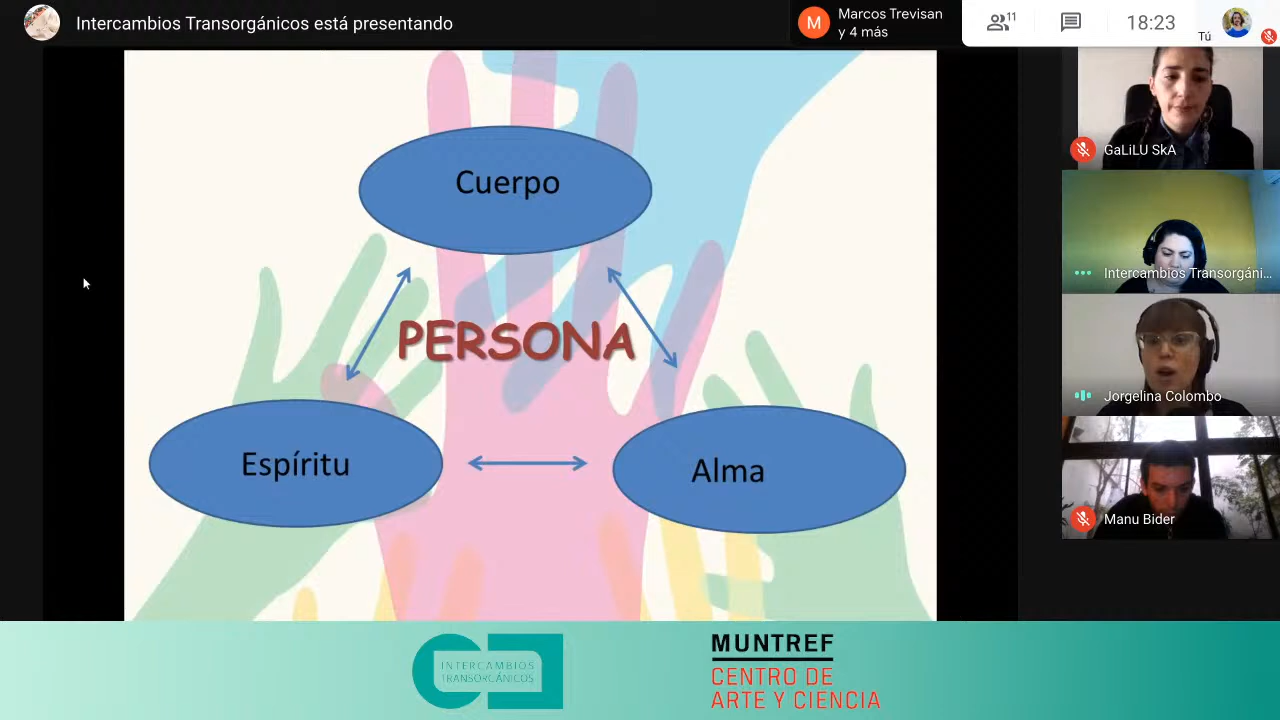 Intercambios Transorgánicos está presentando
M
Marcos Trevisan
y 4 más
11
18:23
Tú
Cuerpo
PERSONA
Espíritu
Alma
GaLiLU SkA
Intercambios Transorgáni...
Jorgelina Colombo
Manu Bider
INTERCAMBIOS
TRANSORGÁNICOS
MUNTREF
CENTRO DE
ARTE Y CIENCIA